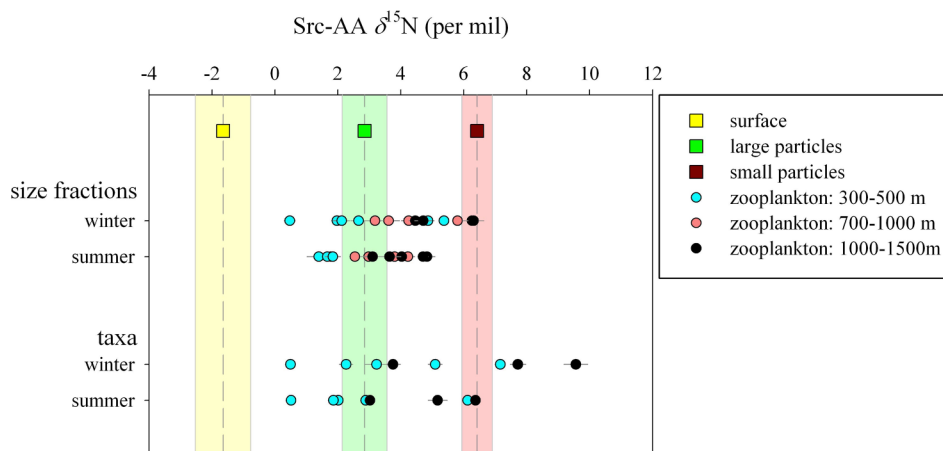 Src-AA δ¹⁵N (per mil)
-4 -2 0 2 4 6 8 10 12
surface
large particles
small particles
zooplankton: 300-500 m
zooplankton: 700-1000 m
zooplankton: 1000-1500m
size fractions
winter
summer
taxa
winter
summer